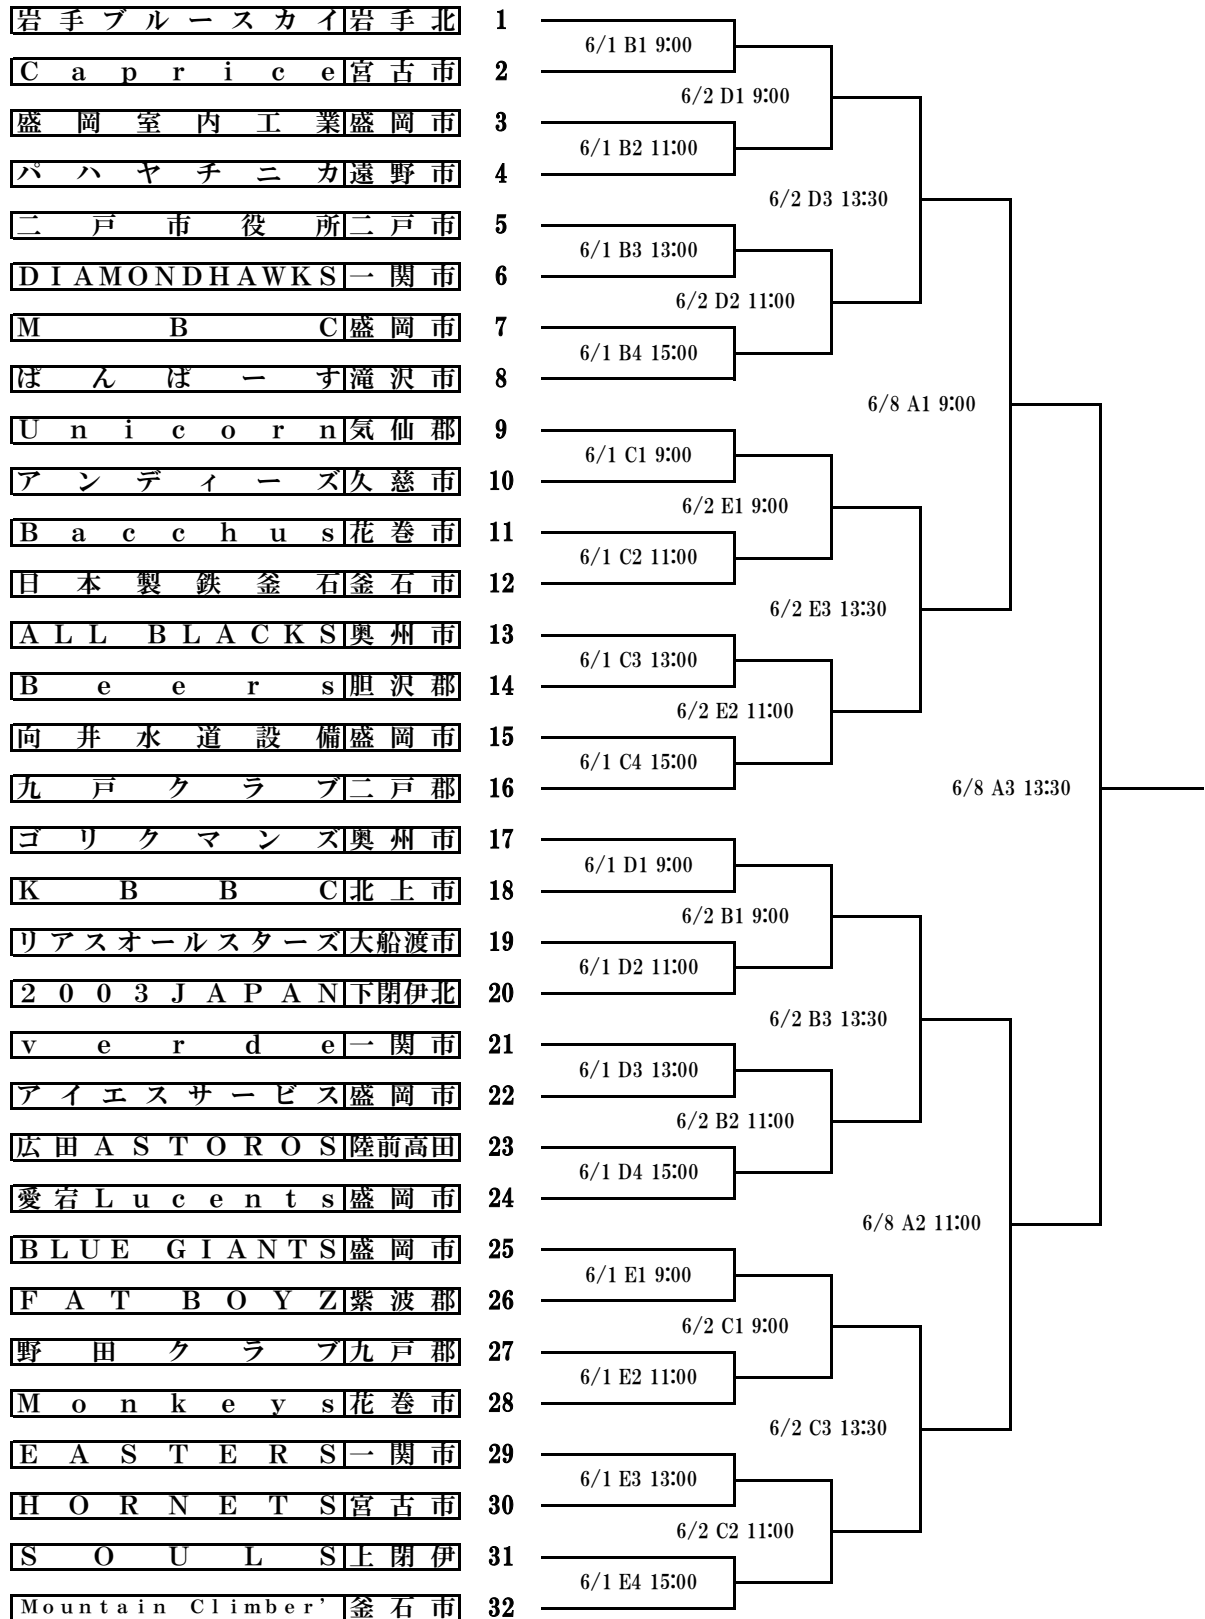 岩手ブルースカイ 岩手北 1
6/1 B1 9:00
Caprice 宮古市 2
6/2 D1 9:00
盛岡室内工業 盛岡市 3
6/1 B2 11:00
パハヤチニカ 遠野市 4
6/2 D3 13:30
二戸市役所 二戸市 5
6/1 B3 13:00
DIAMONDHAWKS 一関市 6
6/2 D2 11:00
MBC 盛岡市 7
6/1 B4 15:00
ぱんぱーす 滝沢市 8
6/8 A1 9:00
Unicorn 気仙郡 9
6/1 C1 9:00
アンディーズ 久慈市 10
6/2 E1 9:00
Bacchus 花巻市 11
6/1 C2 11:00
日本製鉄釜石 釜石市 12
6/2 E3 13:30
ALL BLACKS 奥州市 13
6/1 C3 13:00
Beers 胆沢郡 14
6/2 E2 11:00
向井水道設備 盛岡市 15
6/1 C4 15:00
九戸クラブ 二戸郡 16
6/8 A3 13:30
ゴリクマンズ 奥州市 17
6/1 D1 9:00
KBBC 北上市 18
6/2 B1 9:00
リアスオールスターズ 大船渡市 19
6/1 D2 11:00
2003JAPAN 下閉伊北 20
6/2 B3 13:30
verde 一関市 21
6/1 D3 13:00
アイエスサービス 盛岡市 22
6/2 B2 11:00
広田ASTOROS 陸前高田 23
6/1 D4 15:00
愛宕Lucents 盛岡市 24
6/8 A2 11:00
BLUE GIANTS 盛岡市 25
6/1 E1 9:00
FAT BOYZ 紫波郡 26
6/2 C1 9:00
野田クラブ 九戸郡 27
6/1 E2 11:00
Monkeys 花巻市 28
6/2 C3 13:30
EASTERS 一関市 29
6/1 E3 13:00
HORNETS 宮古市 30
6/2 C2 11:00
SOULS 上閉伊 31
6/1 E4 15:00
Mountain Climber’ 釜石市 32